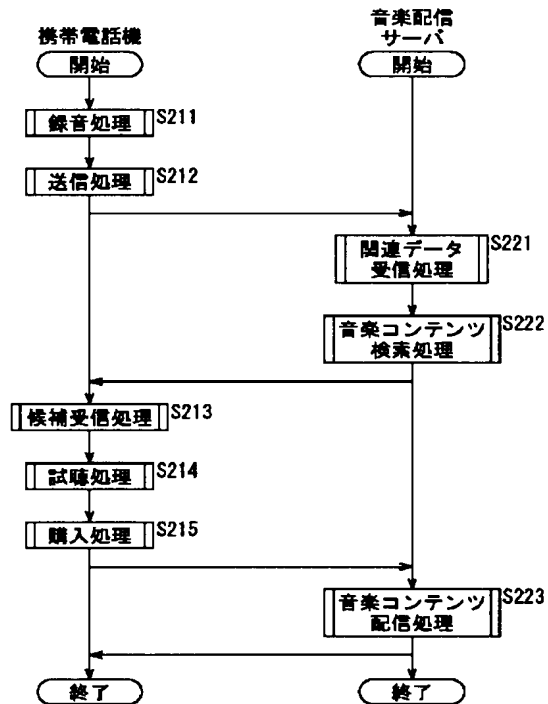 携帯電話機
音楽配信
サーバ
開始
開始
録音処理
S211
送信処理
S212
関連データ
受信処理
S221
音楽コンテンツ
検索処理
S222
候補受信処理
S213
試聴処理
S214
購入処理
S215
音楽コンテンツ
配信処理
S223
終了
終了